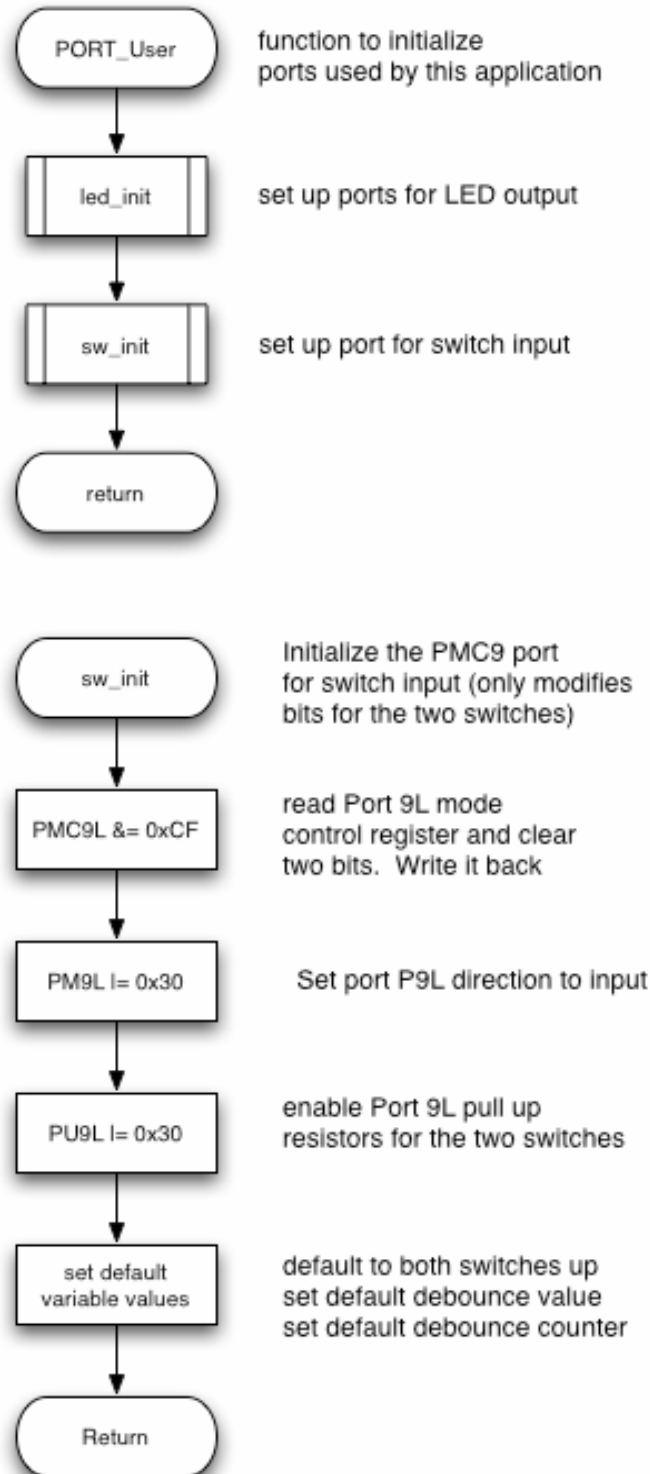 PORT_User
function to initialize
ports used by this application
led_init
set up ports for LED output
sw_init
set up port for switch input
return
sw_init
Initialize the PMC9 port
for switch input (only modifies
bits for the two switches)
PMC9L &= 0xCF
read Port 9L mode
control register and clear
two bits.  Write it back
PM9L |= 0x30
Set port P9L direction to input
PU9L |= 0x30
enable Port 9L pull up
resistors for the two switches
set default
variable values
default to both switches up
set default debounce value
set default debounce counter
Return